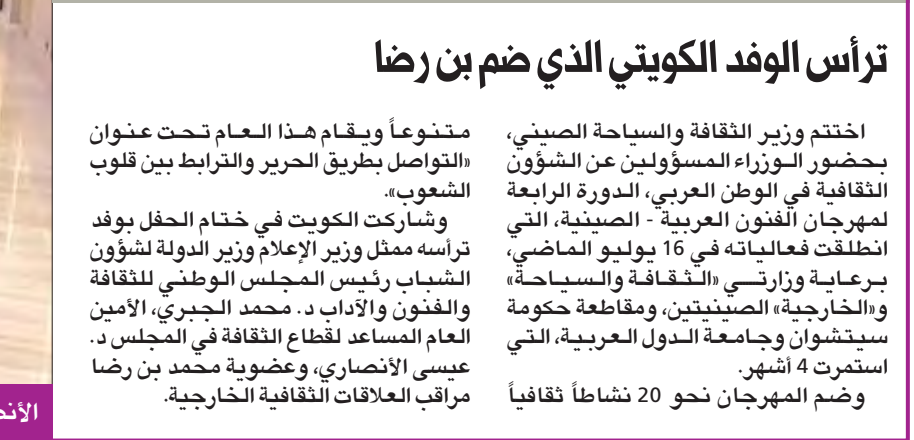 ترأس الوفد الكويتي الذي ضم بن رضا
اختتم وزير الثقافة والسياحة الصيني،
بحضور الوزراء المسؤولين عن الشؤون
الثقافية في الوطن العربي، الدورة الرابعة
لمهرجان الفنون العربية - الصينية، التي
انطلقت فعالياته في 16 يوليو الماضي،
برعاية وزارتي «الثقافة والسياحة»
و«الخارجية» الصينيتين، ومقاطعة حكومة
سيتشوان وجامعة الدول العربية، التي
استمرت 4 أشهر.
وضم المهرجان نحو 20 نشاطاً ثقافياً
متنوعاً ويقام هذا العام تحت عنوان
«التواصل بطريق الحرير والترابط بين قلوب
الشعوب».
وشاركت الكويت في ختام الحفل بوفد
ترأسه ممثل وزير الإعلام وزير الدولة لشؤون
الشباب رئيس المجلس الوطني للثقافة
والفنون والآداب د. محمد الجبري، الأمين
العام المساعد لقطاع الثقافة في المجلس د.
عيسى الأنصاري، وعضوية محمد بن رضا
مراقب العلاقات الثقافية الخارجية.